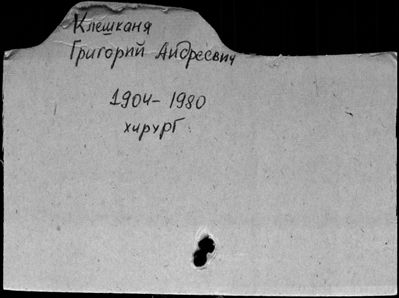 Клешканя
Григорий Андреевич
1904-1980
хирург